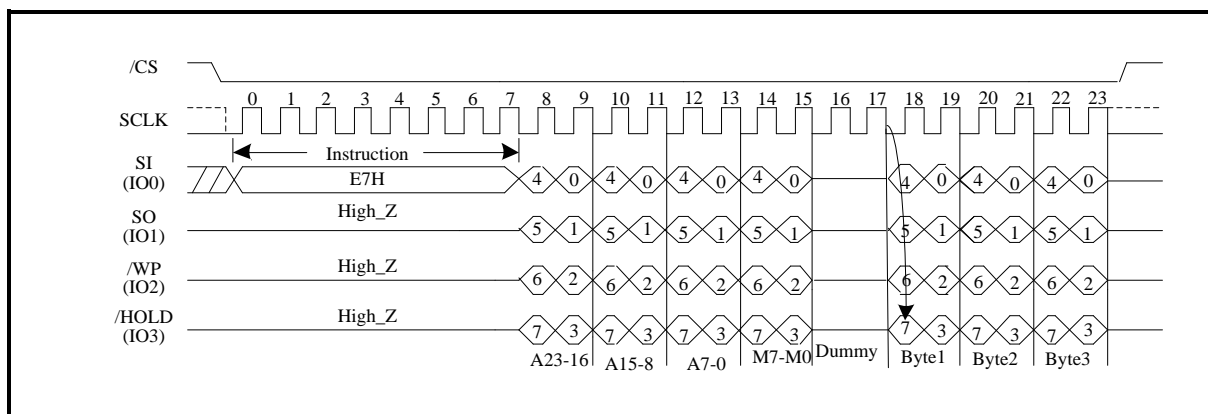 /CS
0 1 2 3 4 5 6 7 8 9 10 11 12 13 14 15 16 17 18 19 20 21 22 23
SCLK
Instruction
SI
(IO0)
E7H
4 0 4 0 4 0 4 0 4 0 4 0 4 0
High_Z
SO
(IO1)
5 1 5 1 5 1 5 1 5 1 5 1 5 1
High_Z
/WP
(IO2)
6 2 6 2 6 2 6 2 6 2 6 2 6 2
High_Z
/HOLD
(IO3)
7 3 7 3 7 3 7 3 7 3 7 3 7 3
A23-16 A15-8 A7-0 M7-M0 Dummy Byte1 Byte2 Byte3